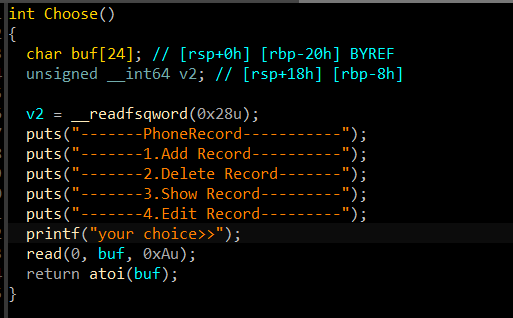 int Choose()
{
char buf[24]; // [rsp+0h] [rbp-20h] BYREF
unsigned __int64 v2; // [rsp+18h] [rbp-8h]
v2 = __readfsqword(0x28u);
puts("-------PhoneRecord-----------");
puts("-------1.Add Record----------");
puts("-------2.Delete Record-------");
puts("-------3.Show Record---------");
puts("-------4.Edit Record---------");
printf("your choice>>");
read(0, buf, 0xAu);
return atoi(buf);
}